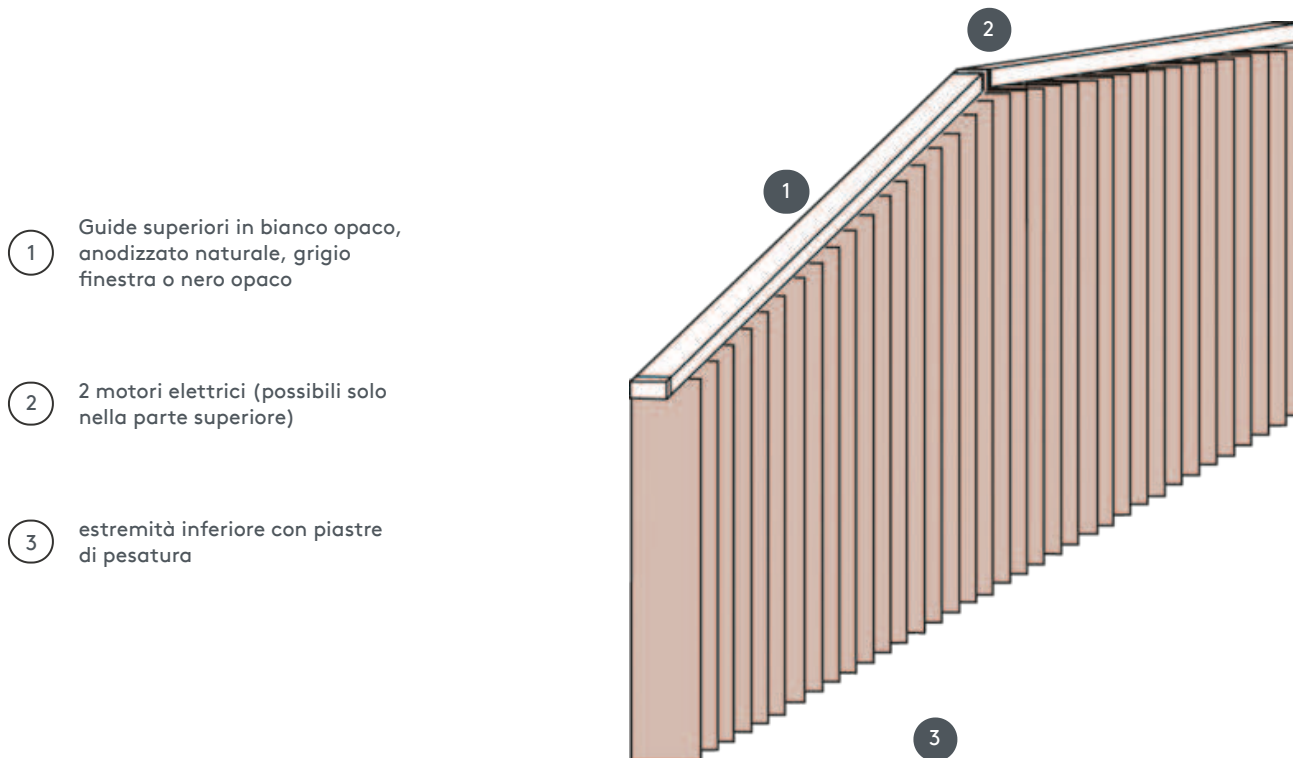 1
Guide superiori in bianco opaco,
anodizzato naturale, grigio
finestra o nero opaco
2
2 motori elettrici (possibili solo
nella parte superiore)
3
estremità inferiore con piastre
di pesatura
2
1
3